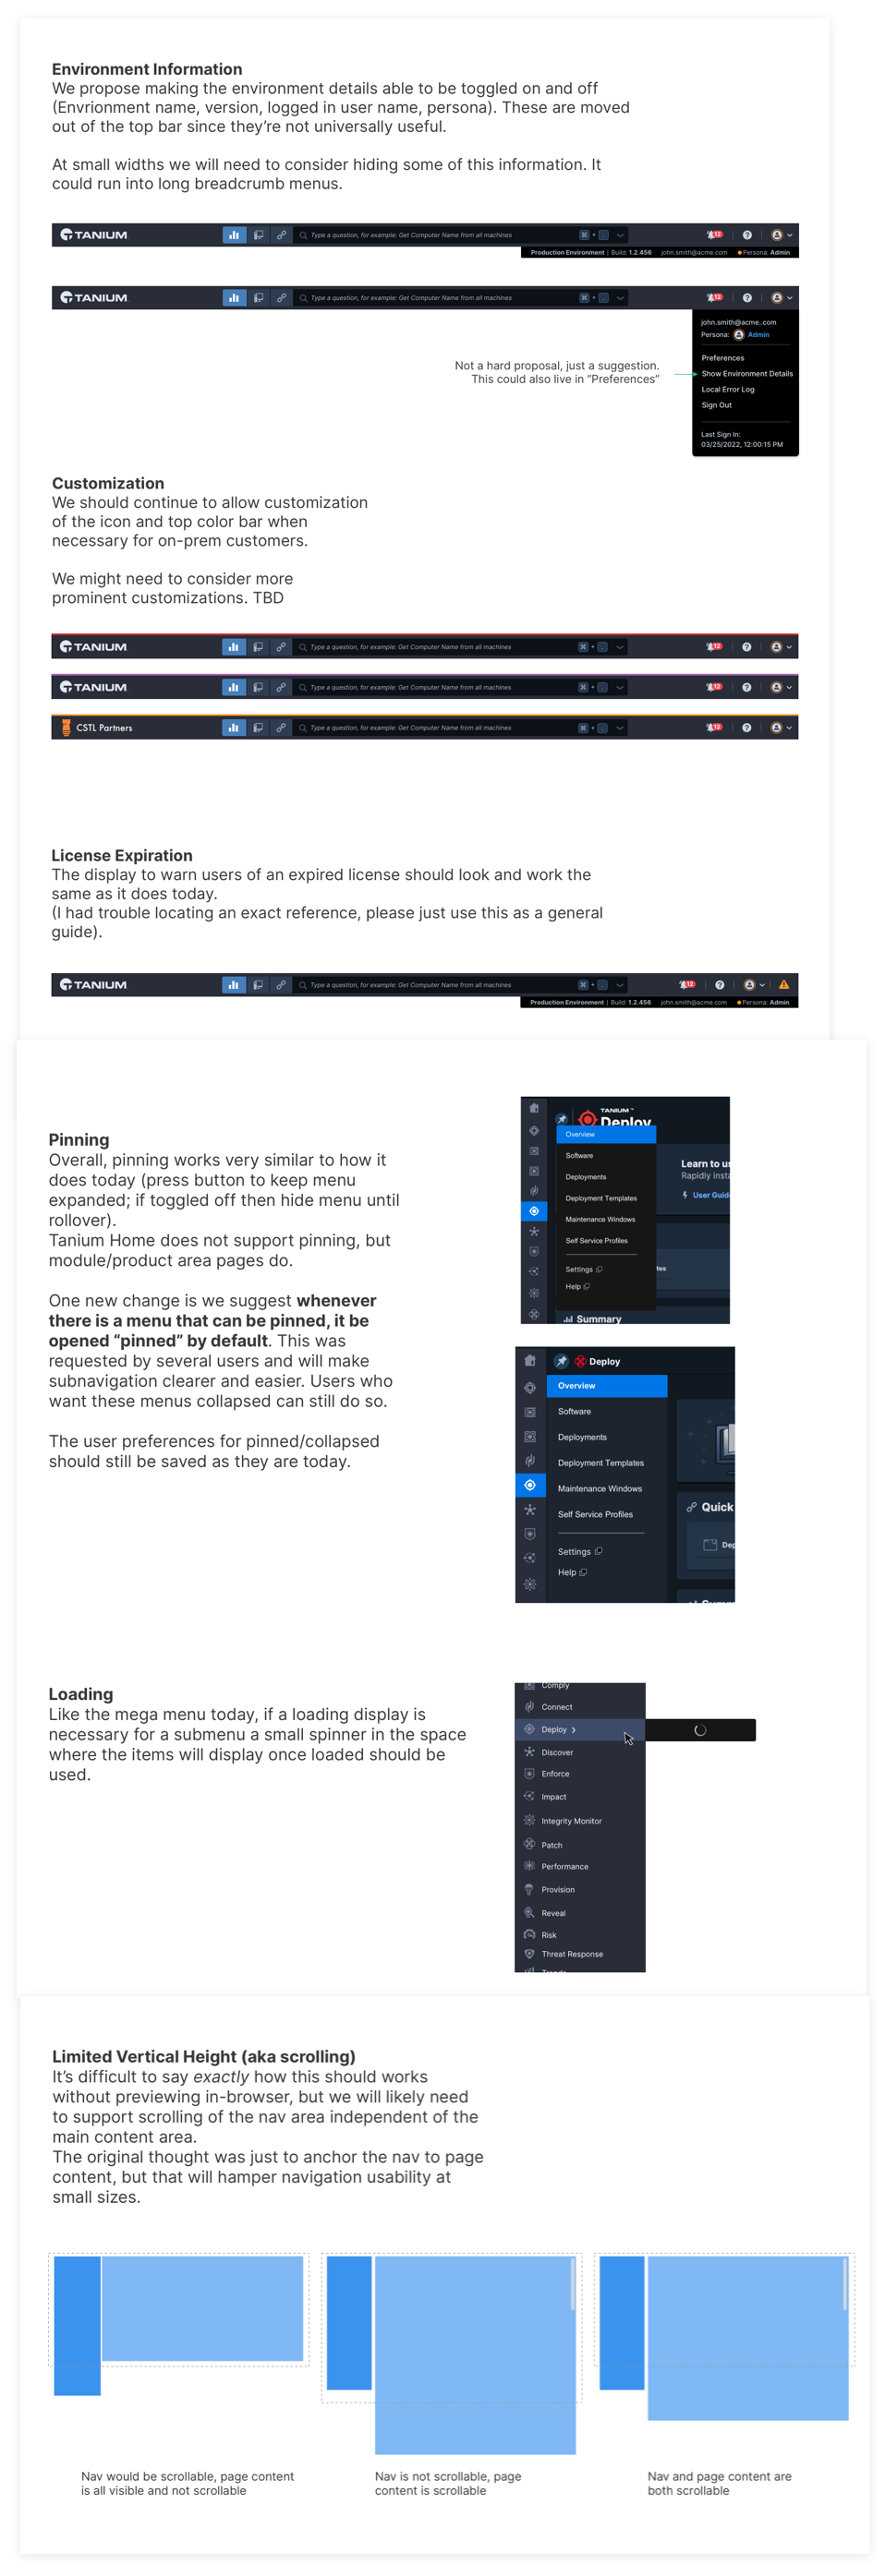 Environment Information
We propose making the environment details able to be toggled on and off
(Envrionment name, version, logged in user name, persona). These are moved
out of the top bar since they’re not universally useful.
At small widths we will need to consider hiding some of this information. It
could run into long breadcrumb menus.
TANIUM Type a question, for example: Get Computer Name from all machines ⌘ + . 12
Production Environment | Build: 1.2.456 john.smith@acme.com Persona: Admin
TANIUM Type a question, for example: Get Computer Name from all machines ⌘ + . 12
john.smith@acme..com
Persona: Admin
Not a hard proposal, just a suggestion.
This could also live in “Preferences”
Preferences
Show Environment Details
Local Error Log
Sign Out
Last Sign In:
03/25/2022, 12:00:15 PM
Customization
We should continue to allow customization
of the icon and top color bar when
necessary for on-prem customers.
We might need to consider more
prominent customizations. TBD
TANIUM Type a question, for example: Get Computer Name from all machines ⌘ + . 12
TANIUM Type a question, for example: Get Computer Name from all machines ⌘ + . 12
CSTL Partners Type a question, for example: Get Computer Name from all machines ⌘ + . 12
License Expiration
The display to warn users of an expired license should look and work the
same as it does today.
(I had trouble locating an exact reference, please just use this as a general
guide).
TANIUM Type a question, for example: Get Computer Name from all machines ⌘ + . 12
Production Environment | Build: 1.2.456 john.smith@acme.com Persona: Admin
Pinning
Overall, pinning works very similar to how it
does today (press button to keep menu
expanded; if toggled off then hide menu until
rollover).
Tanium Home does not support pinning, but
module/product area pages do.
One new change is we suggest whenever
there is a menu that can be pinned, it be
opened “pinned” by default. This was
requested by several users and will make
subnavigation clearer and easier. Users who
want these menus collapsed can still do so.
The user preferences for pinned/collapsed
should still be saved as they are today.
TANIUM™
Deploy
Overview
Software
Deployments
Deployment Templates
Maintenance Windows
Self Service Profiles
Settings
Help
Learn to us
Rapidly insta
User Guid
tes
Summary
Deploy
Overview
Software
Deployments
Deployment Templates
Maintenance Windows
Self Service Profiles
Settings
Help
Quick
Dep
Loading
Like the mega menu today, if a loading display is
necessary for a submenu a small spinner in the space
where the items will display once loaded should be
used.
Comply
Connect
Deploy
Discover
Enforce
Impact
Integrity Monitor
Patch
Performance
Provision
Reveal
Risk
Threat Response
Limited Vertical Height (aka scrolling)
It’s difficult to say exactly how this should works
without previewing in-browser, but we will likely need
to support scrolling of the nav area independent of the
main content area.
The original thought was just to anchor the nav to page
content, but that will hamper navigation usability at
small sizes.
Nav would be scrollable, page content
is all visible and not scrollable
Nav is not scrollable, page
content is scrollable
Nav and page content are
both scrollable